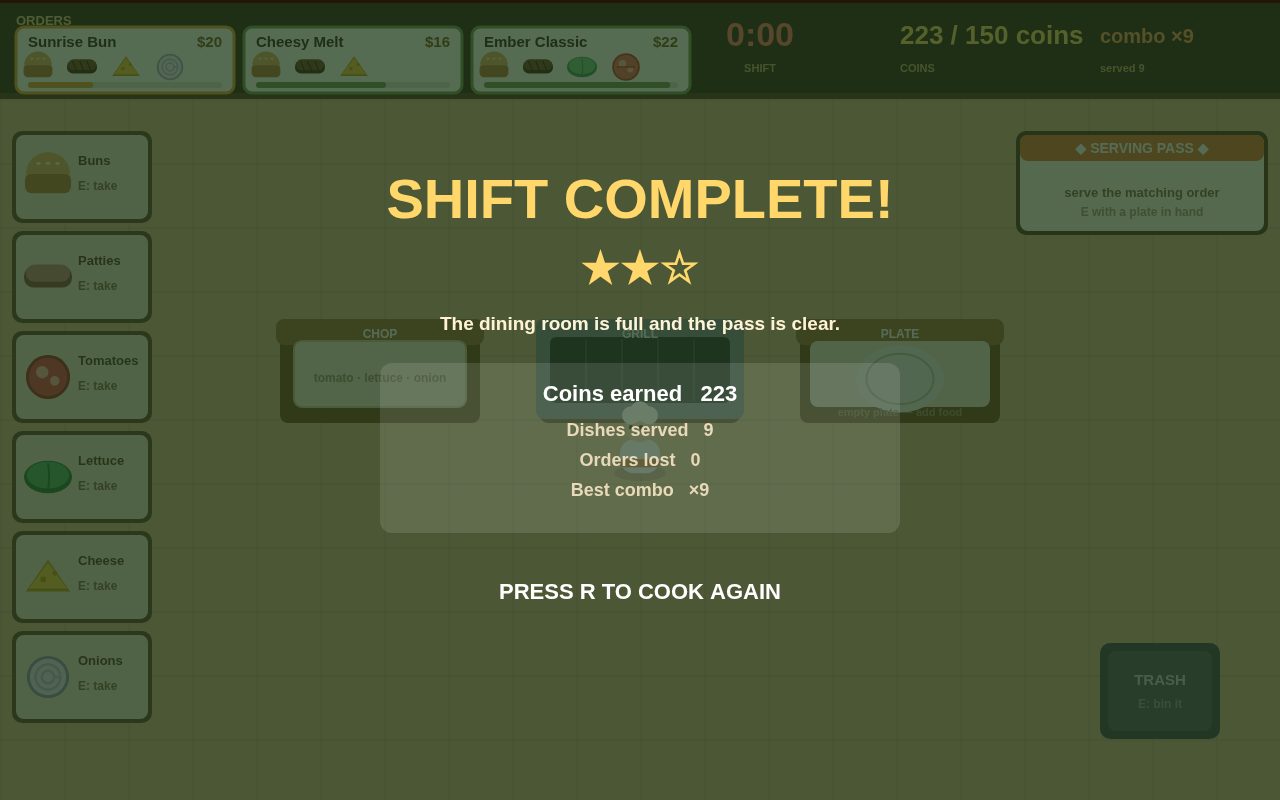 ORDERS
Sunrise Bun $20
Cheesy Melt $16
Ember Classic $22
0:00
SHIFT
223 / 150 coins
COINS
combo ×9
served 9
Buns
E: take
Patties
E: take
Tomatoes
E: take
Lettuce
E: take
Cheese
E: take
Onions
E: take
◆ SERVING PASS ◆
serve the matching order
E with a plate in hand
SHIFT COMPLETE!
★★☆
The dining room is full and the pass is clear.
CHOP
tomato · lettuce · onion
GRILL
PLATE
add food
Coins earned 223
Dishes served 9
Orders lost 0
Best combo ×9
PRESS R TO COOK AGAIN
TRASH
E: bin it